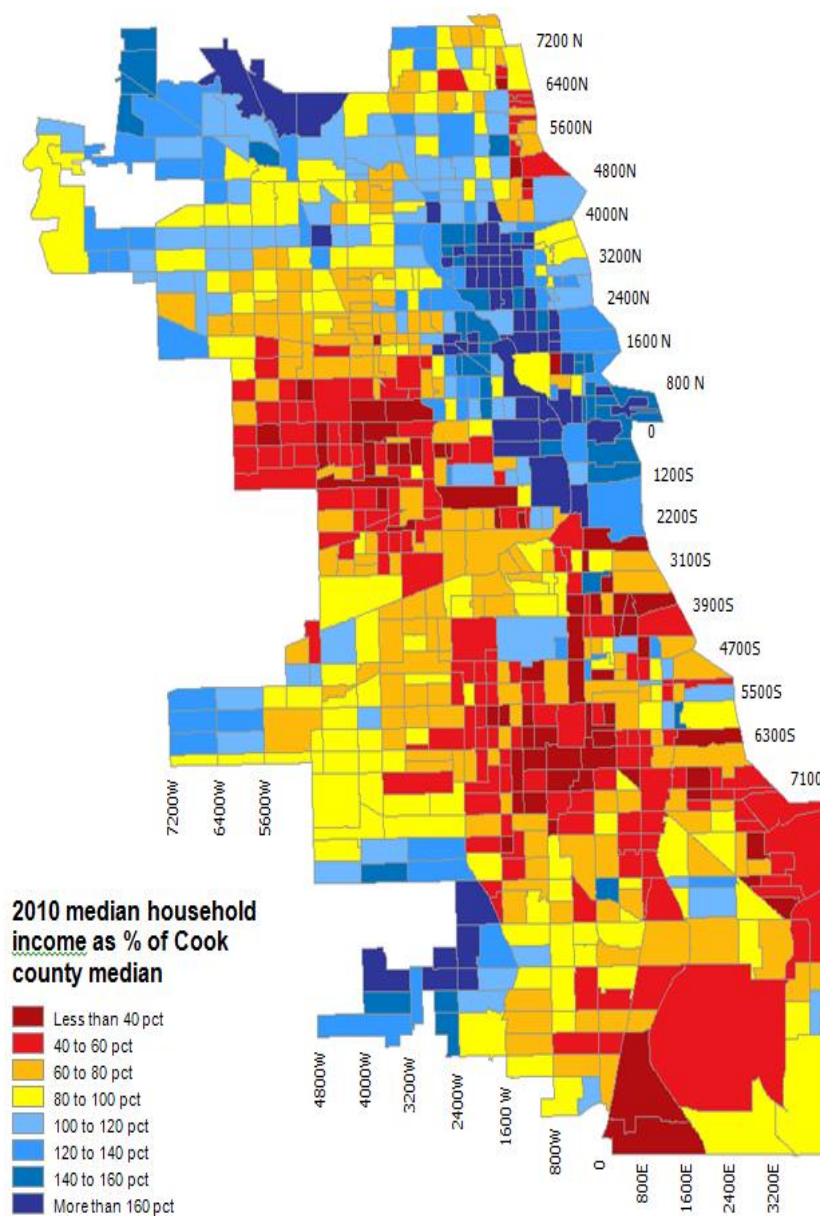 7200 N
6400N
5600N
4800N
4000N
3200N
2400N
1600 N
800 N
0
1200S
2200S
3100S
3900S
4700S
5500S
6300S
7100
7200W
6400W
5600W
2010 median household
income as % of Cook
county median
Less than 40 pct
40 to 60 pct
60 to 80 pct
80 to 100 pct
100 to 120 pct
120 to 140 pct
140 to 160 pct
More than 160 pct
4800W
4000W
3200W
2400W
1600 W
800W
0
800E
1600E
2400E
3200E